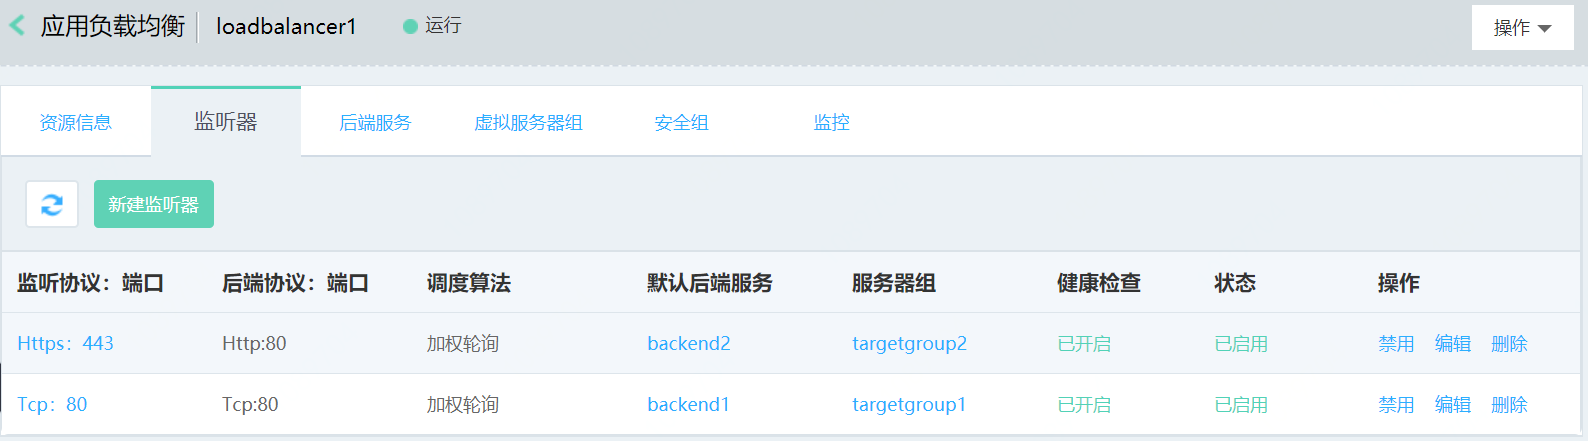 应用负载均衡 loadbalancer1 运行 操作
资源信息 监听器 后端服务 虚拟服务器组 安全组 监控
新建监听器
监听协议：端口 后端协议：端口 调度算法 默认后端服务 服务器组 健康检查 状态 操作
Https：443 Http:80 加权轮询 backend2 targetgroup2 已开启 已启用 禁用 编辑 删除
Tcp：80 Tcp:80 加权轮询 backend1 targetgroup1 已开启 已启用 禁用 编辑 删除